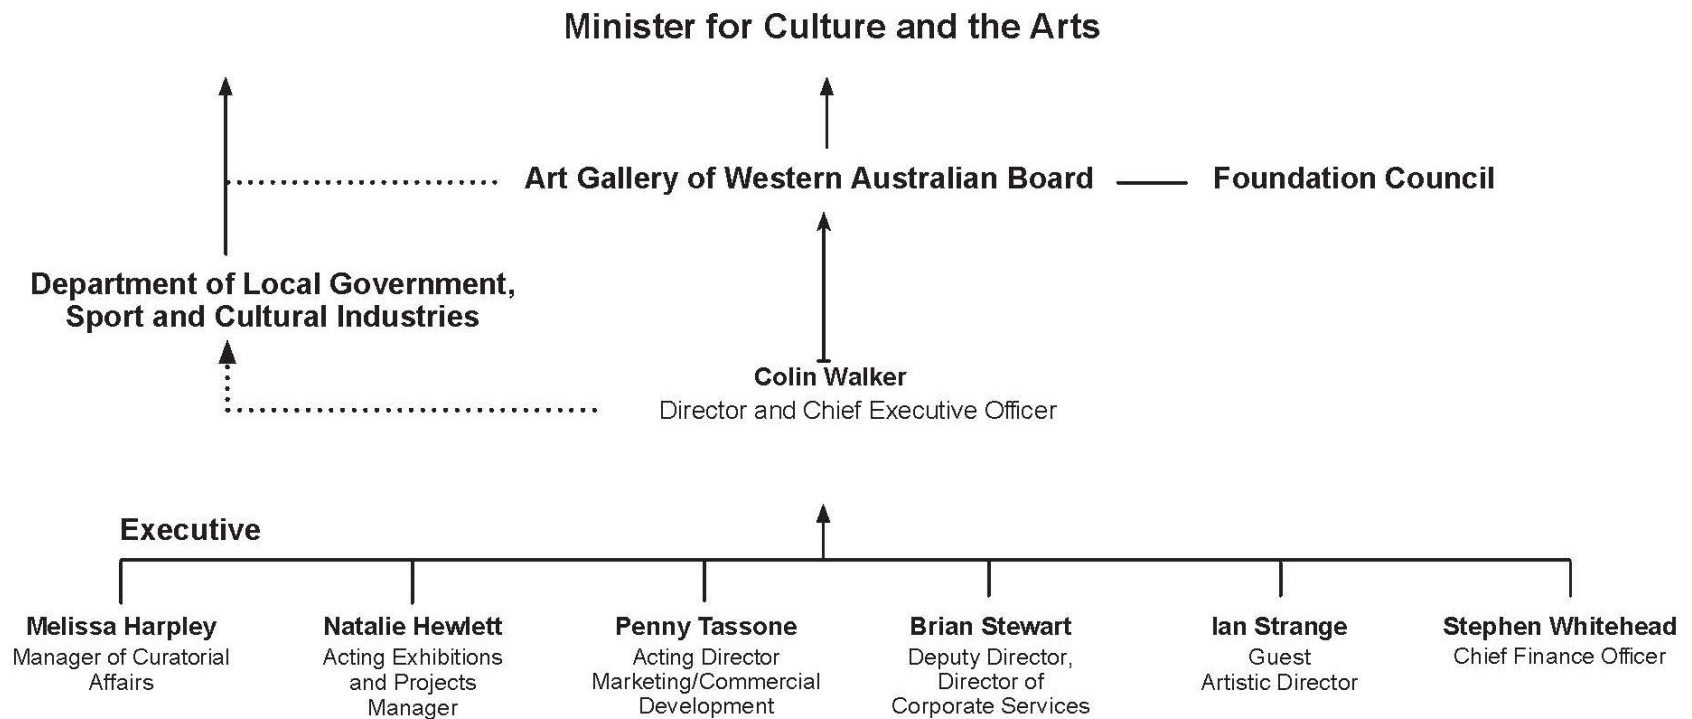 Minister for Culture and the Arts
Art Gallery of Western Australian Board
Foundation Council
Department of Local Government,
Sport and Cultural Industries
Colin Walker
Director and Chief Executive Officer
Executive
Melissa Harpley
Manager of Curatorial
Affairs
Natalie Hewlett
Acting Exhibitions
and Projects
Manager
Penny Tassone
Acting Director
Marketing/Commercial
Development
Brian Stewart
Deputy Director,
Director of
Corporate Services
Ian Strange
Guest
Artistic Director
Stephen Whitehead
Chief Finance Officer